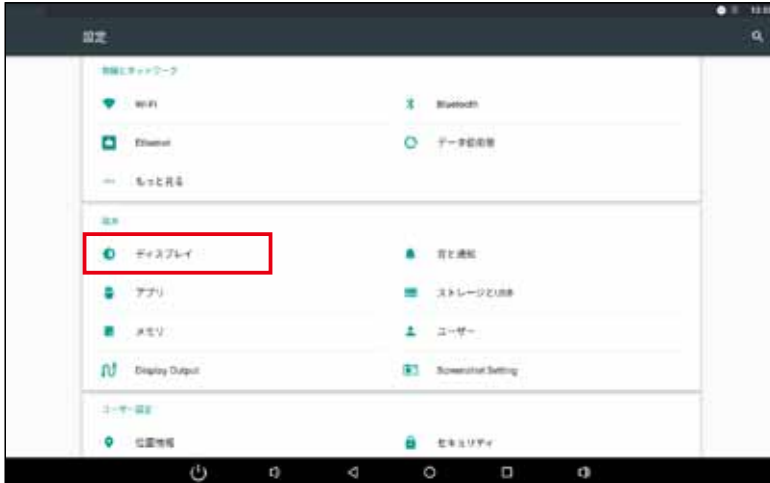 設定
無線とネットワーク
Wi-Fi
Bluetooth
Ethernet
データ使用量
もっと見る
端末
ディスプレイ
音と通知
アプリ
ストレージとUSB
メモリ
ユーザー
Display Output
Screenshot Setting
ユーザー設定
位置情報
セキュリティ